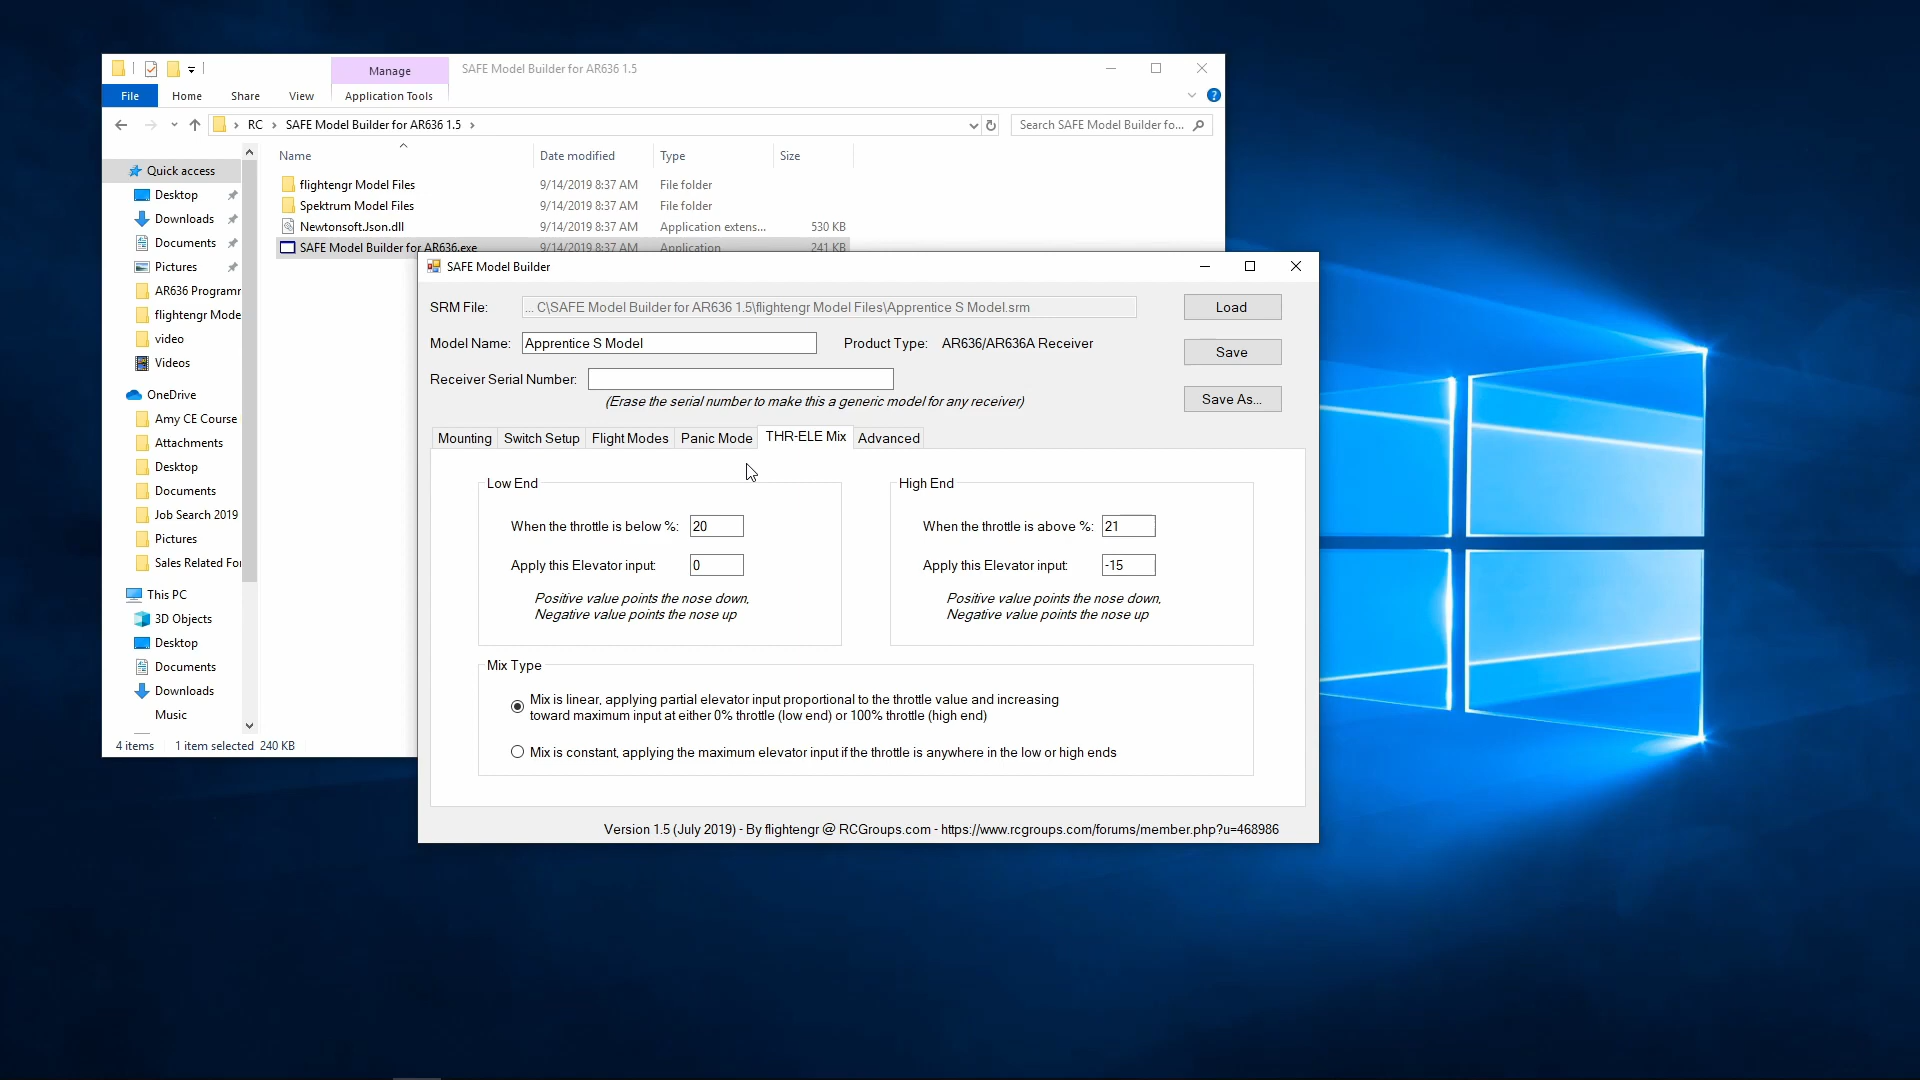 Manage
SAFE Model Builder for AR636 1.5
File
Home
Share
View
Application Tools
RC
SAFE Model Builder for AR636 1.5
Search SAFE Model Builder fo...
Name
Date modified
Type
Size
flightengr Model Files
9/14/2019 8:37 AM
File folder
Spektrum Model Files
9/14/2019 8:37 AM
File folder
Newtonsoft.Json.dll
9/14/2019 8:37 AM
Application extens...
530 KB
SAFE Model Builder for AR636.exe
9/14/2019 8:37 AM
Application
241 KB
Quick access
Desktop
Downloads
Documents
Pictures
AR636 Programr
flightengr Mode
video
Videos
OneDrive
Amy CE Course
Attachments
Desktop
Documents
Job Search 2019
Pictures
Sales Related Fo
This PC
3D Objects
Desktop
Documents
Downloads
Music
4 items
1 item selected 240 KB
SAFE Model Builder
SRM File:
... C\SAFE Model Builder for AR636 1.5\flightengr Model Files\Apprentice S Model.srm
Load
Model Name:
Apprentice S Model
Product Type:
AR636/AR636A Receiver
Save
Receiver Serial Number:
(Erase the serial number to make this a generic model for any receiver)
Save As...
Mounting
Switch Setup
Flight Modes
Panic Mode
THR-ELE Mix
Advanced
Low End
When the throttle is below %:
20
Apply this Elevator input:
0
Positive value points the nose down,
Negative value points the nose up
High End
When the throttle is above %:
21
Apply this Elevator input:
-15
Positive value points the nose down,
Negative value points the nose up
Mix Type
Mix is linear, applying partial elevator input proportional to the throttle value and increasing
toward maximum input at either 0% throttle (low end) or 100% throttle (high end)
Mix is constant, applying the maximum elevator input if the throttle is anywhere in the low or high ends
Version 1.5 (July 2019) - By flightengr @ RCGroups.com - https://www.rcgroups.com/forums/member.php?u=468986